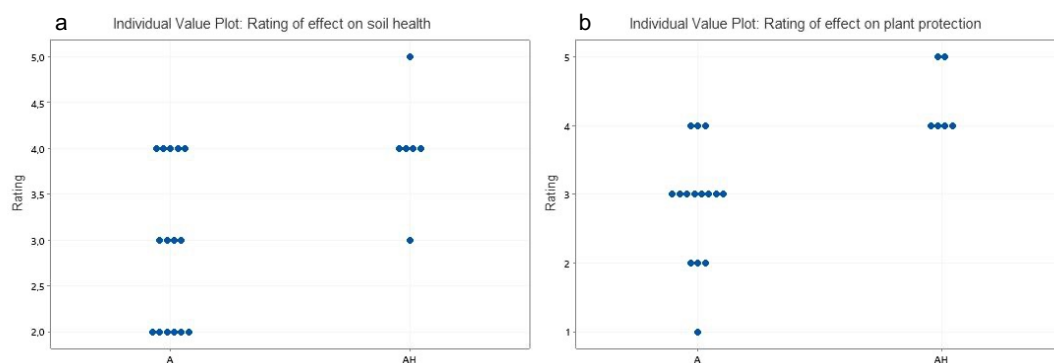 a
Individual Value Plot: Rating of effect on soil health
Rating
5,0
4,5
4,0
3,5
3,0
2,5
2,0
A
AH
b
Individual Value Plot: Rating of effect on plant protection
Rating
5
4
3
2
1
A
AH